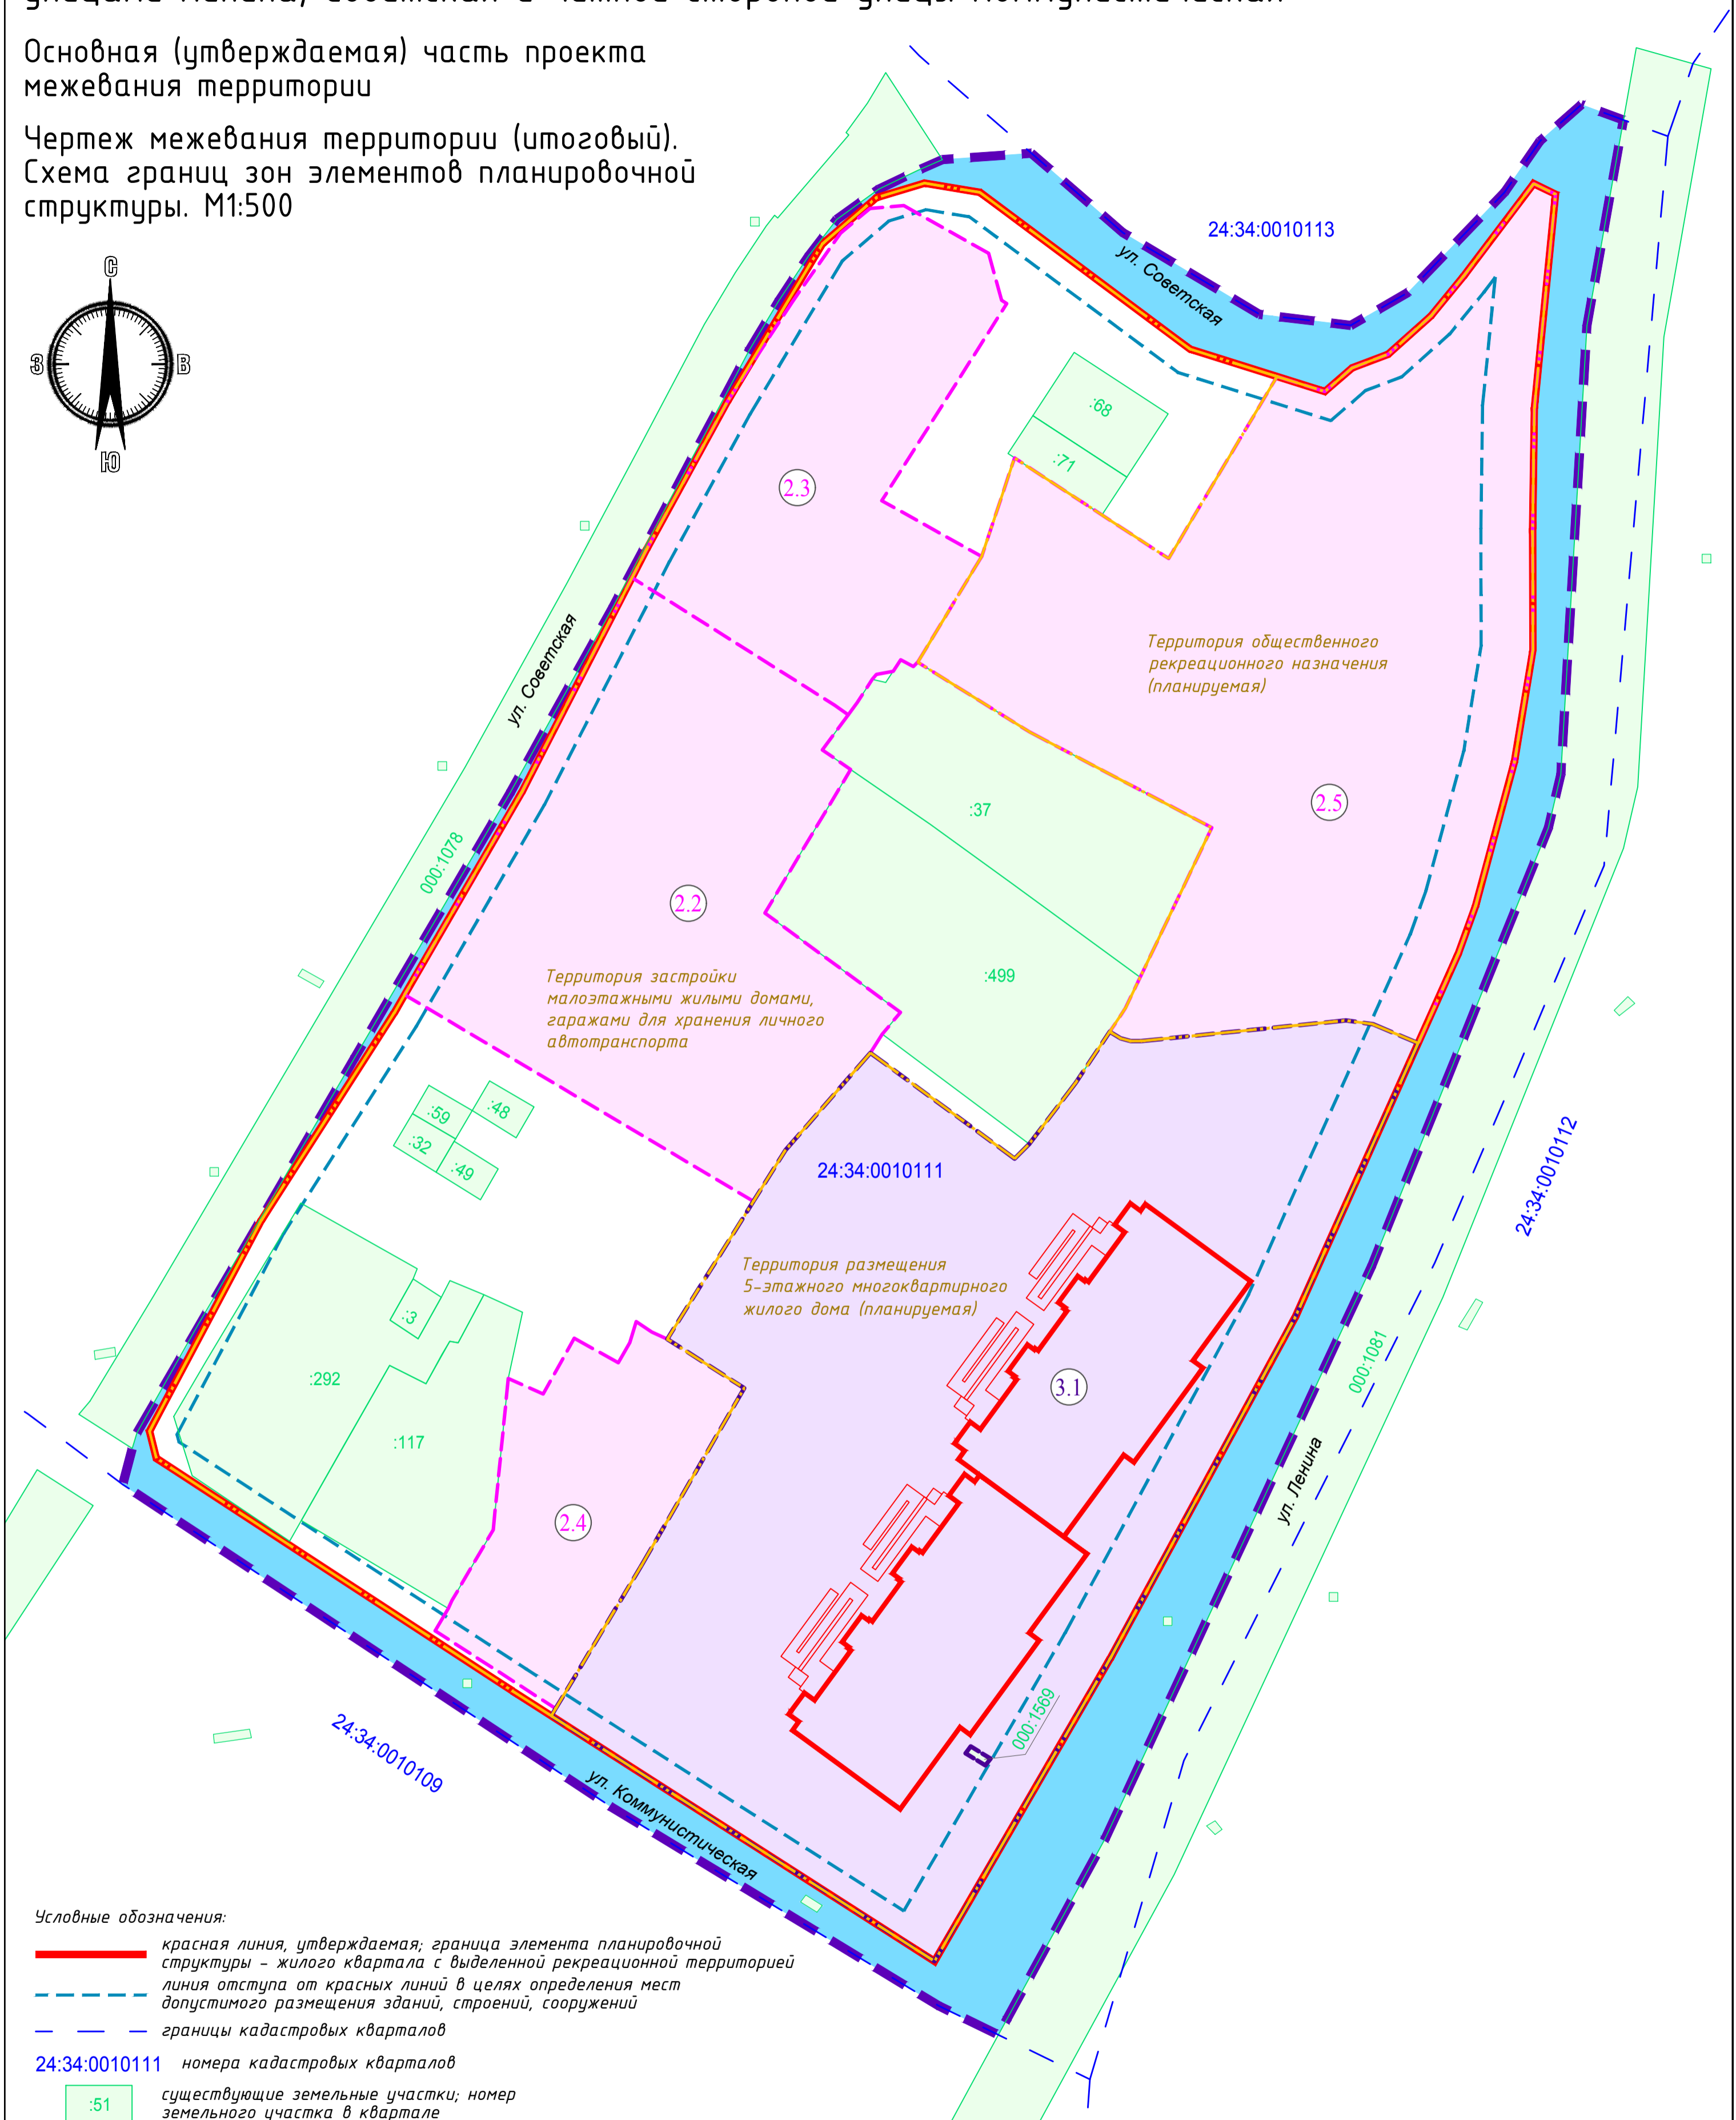 Основная (утверждаемая) часть проекта
межевания территории
Чертеж межевания территории (итоговый).
Схема границ зон элементов планировочной
структуры. М1:500
С
З
В
Ю
24:34:0010113
ул. Советская
:68
:71
2.3
ул. Советская
Территория общественного
рекреационного назначения
(планируемая)
:37
2.5
000:1078
2.2
:499
Территория застройки
малоэтажными жилыми домами,
гаражами для хранения личного
автотранспорта
:59
:48
:32
:49
24:34:0010111
24:34:0010112
Территория размещения
5-этажного многоквартирного
жилого дома (планируемая)
:3
:292
000:1081
3.1
:117
ул. Ленина
2.4
000:1569
24:34:0010109
ул. Коммунистическая
Условные обозначения:
красная линия, утверждаемая; граница элемента планировочной
структуры - жилого квартала с выделенной рекреационной территорией
линия отступа от красных линий в целях определения мест
допустимого размещения зданий, строений, сооружений
границы кадастровых кварталов
24:34:0010111 номера кадастровых кварталов
:51
существующие земельные участки; номер
земельного участка в квартале